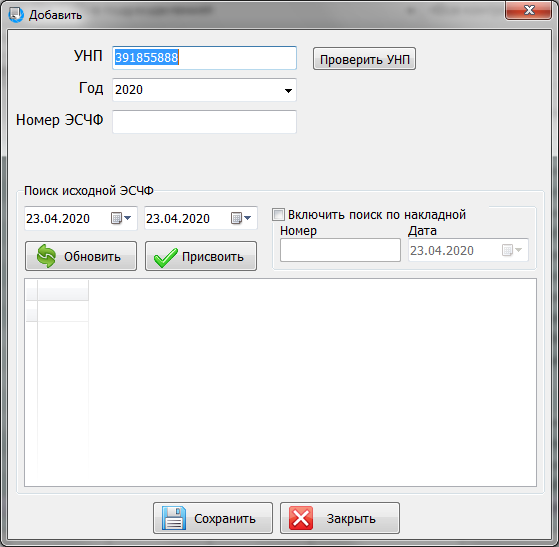 Добавить
УНП 391855888 Проверить УНП
Год 2020
Номер ЭСЧФ
Поиск исходной ЭСЧФ
23.04.2020 23.04.2020 Включить поиск по накладной
Номер Дата
Обновить Присвоить 23.04.2020
Сохранить Закрыть